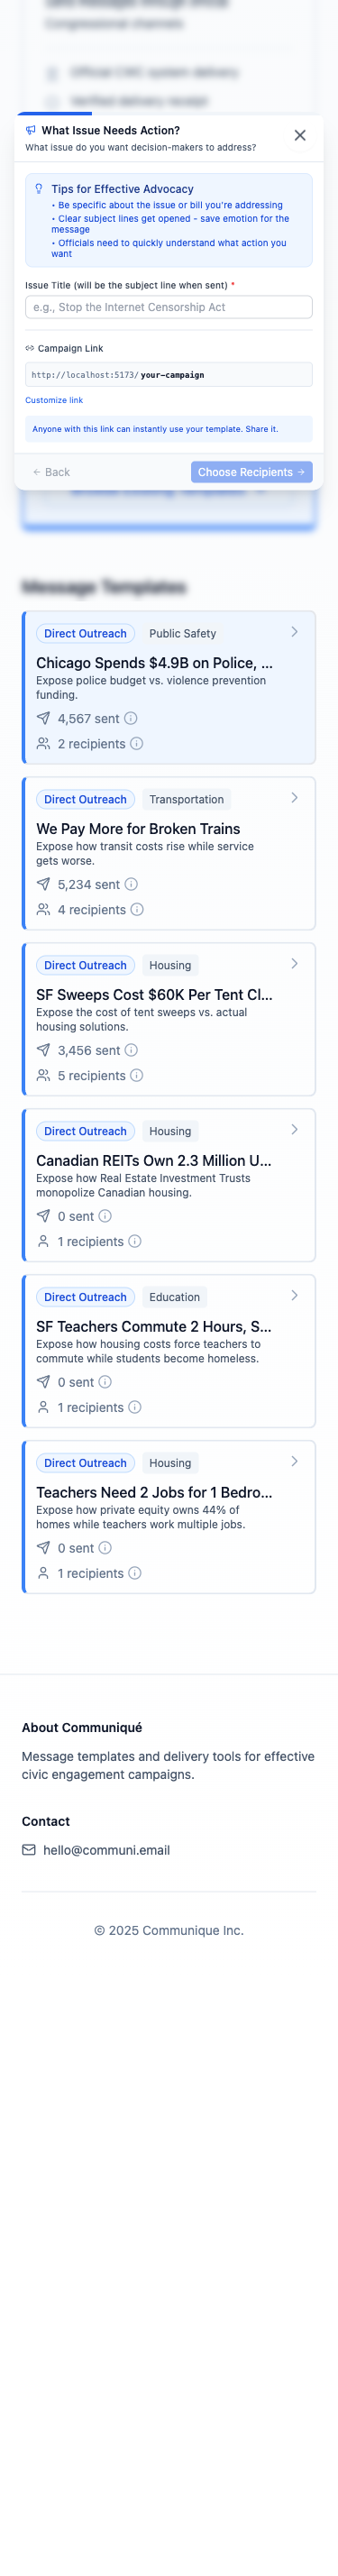 Congressional channels
Official CWC system delivery
Verified delivery receipt
What Issue Needs Action?
What issue do you want decision-makers to address?
Tips for Effective Advocacy
• Be specific about the issue or bill you're addressing
• Clear subject lines get opened - save emotion for the
message
• Officials need to quickly understand what action you
want
Issue Title (will be the subject line when sent) *
e.g., Stop the Internet Censorship Act
Campaign Link
http://localhost:5173/your-campaign
Customize link
Anyone with this link can instantly use your template. Share it.
← Back
Choose Recipients →
Message Templates
Direct Outreach Public Safety
Chicago Spends $4.9B on Police, ...
Expose police budget vs. violence prevention
funding.
4,567 sent
2 recipients
Direct Outreach Transportation
We Pay More for Broken Trains
Expose how transit costs rise while service
gets worse.
5,234 sent
4 recipients
Direct Outreach Housing
SF Sweeps Cost $60K Per Tent Cl...
Expose the cost of tent sweeps vs. actual
housing solutions.
3,456 sent
5 recipients
Direct Outreach Housing
Canadian REITs Own 2.3 Million U...
Expose how Real Estate Investment Trusts
monopolize Canadian housing.
0 sent
1 recipients
Direct Outreach Education
SF Teachers Commute 2 Hours, S...
Expose how housing costs force teachers to
commute while students become homeless.
0 sent
1 recipients
Direct Outreach Housing
Teachers Need 2 Jobs for 1 Bedro...
Expose how private equity owns 44% of
homes while teachers work multiple jobs.
0 sent
1 recipients
About Communiqué
Message templates and delivery tools for effective
civic engagement campaigns.
Contact
hello@communi.email
© 2025 Communique Inc.